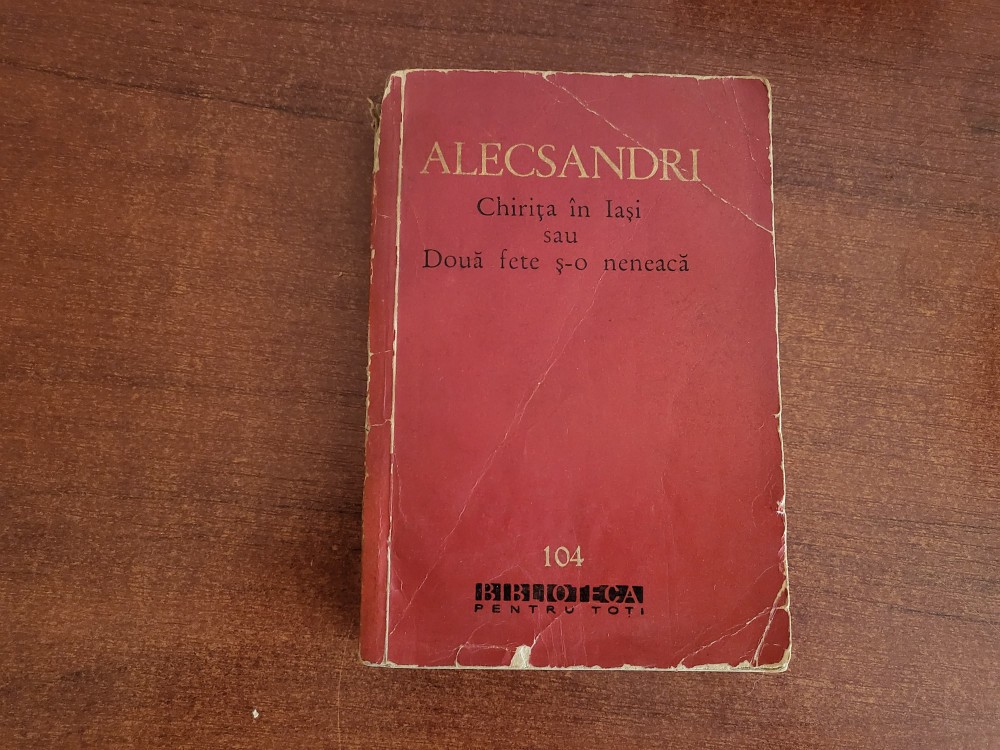 ALECSANDRI
Chirița în Iași
sau
Două fete ș-o neneacă
104
BIBLIOTECA
PENTRU TOȚI